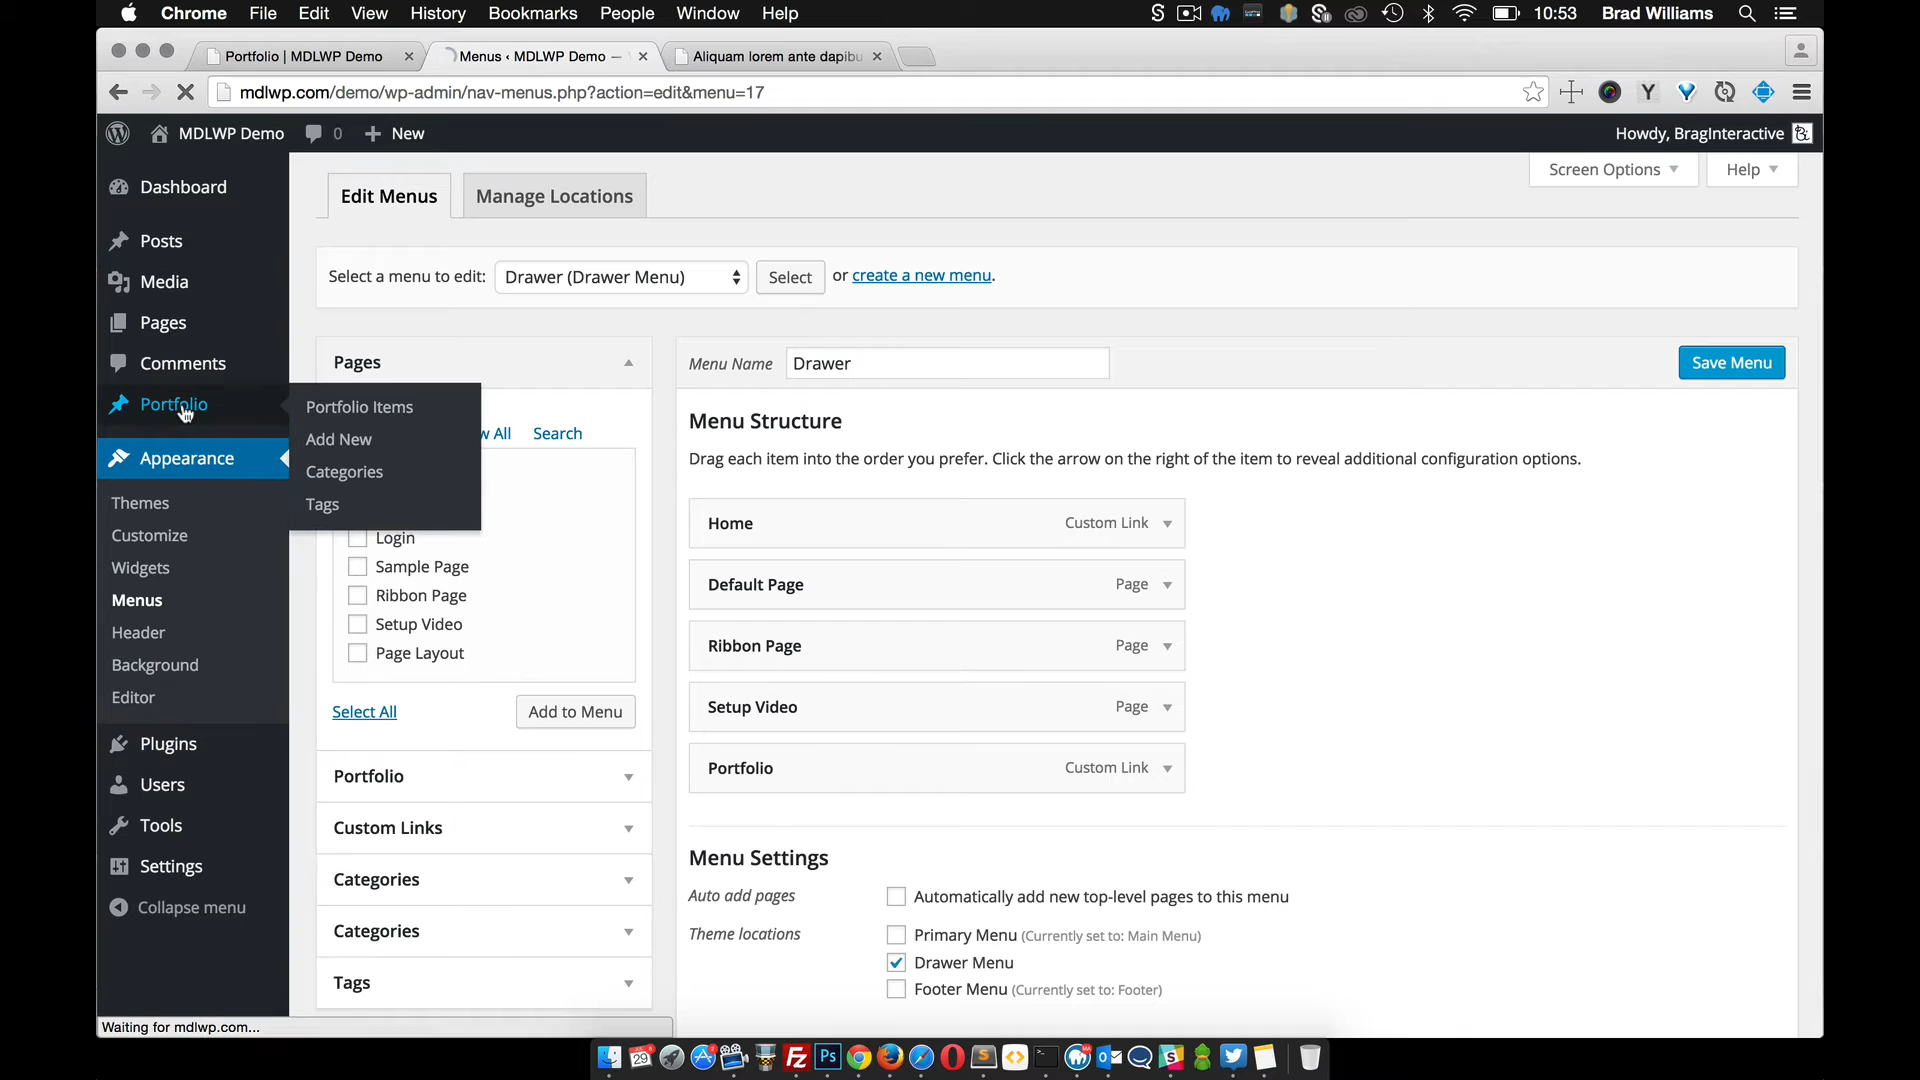 Chrome File Edit View History Bookmarks People Window Help 10:53 Brad Williams
Portfolio | MDLWP Demo
Menus ‹ MDLWP Demo —
Aliquam lorem ante dapibu
mdlwp.com/demo/wp-admin/nav-menus.php?action=edit&menu=17
MDLWP Demo 0 + New Howdy, BragInteractive
Screen Options Help
Dashboard
Posts
Media
Pages
Comments
Portfolio
Appearance
Themes
Customize
Widgets
Menus
Header
Background
Editor
Plugins
Users
Tools
Settings
Collapse menu
Portfolio Items
Add New
Categories
Tags
Edit Menus
Manage Locations
Select a menu to edit: Drawer (Drawer Menu) Select or create a new menu.
Pages
w All Search
Login
Sample Page
Ribbon Page
Setup Video
Page Layout
Select All Add to Menu
Portfolio
Custom Links
Categories
Categories
Tags
Menu Name Drawer Save Menu
Menu Structure
Drag each item into the order you prefer. Click the arrow on the right of the item to reveal additional configuration options.
Home Custom Link
Default Page Page
Ribbon Page Page
Setup Video Page
Portfolio Custom Link
Menu Settings
Auto add pages Automatically add new top-level pages to this menu
Theme locations Primary Menu (Currently set to: Main Menu)
Drawer Menu
Footer Menu (Currently set to: Footer)
Waiting for mdlwp.com...